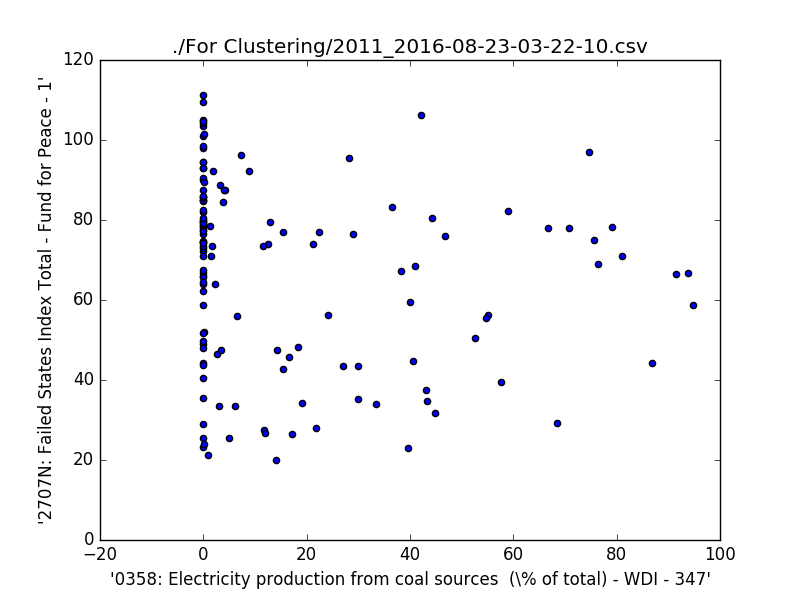 ./For Clustering/2011_2016-08-23-03-22-10.csv
120
100
80
60
40
20
0
'2707N: Failed States Index Total - Fund for Peace - 1'
−20 0 20 40 60 80 100
'0358: Electricity production from coal sources  (\% of total) - WDI - 347'